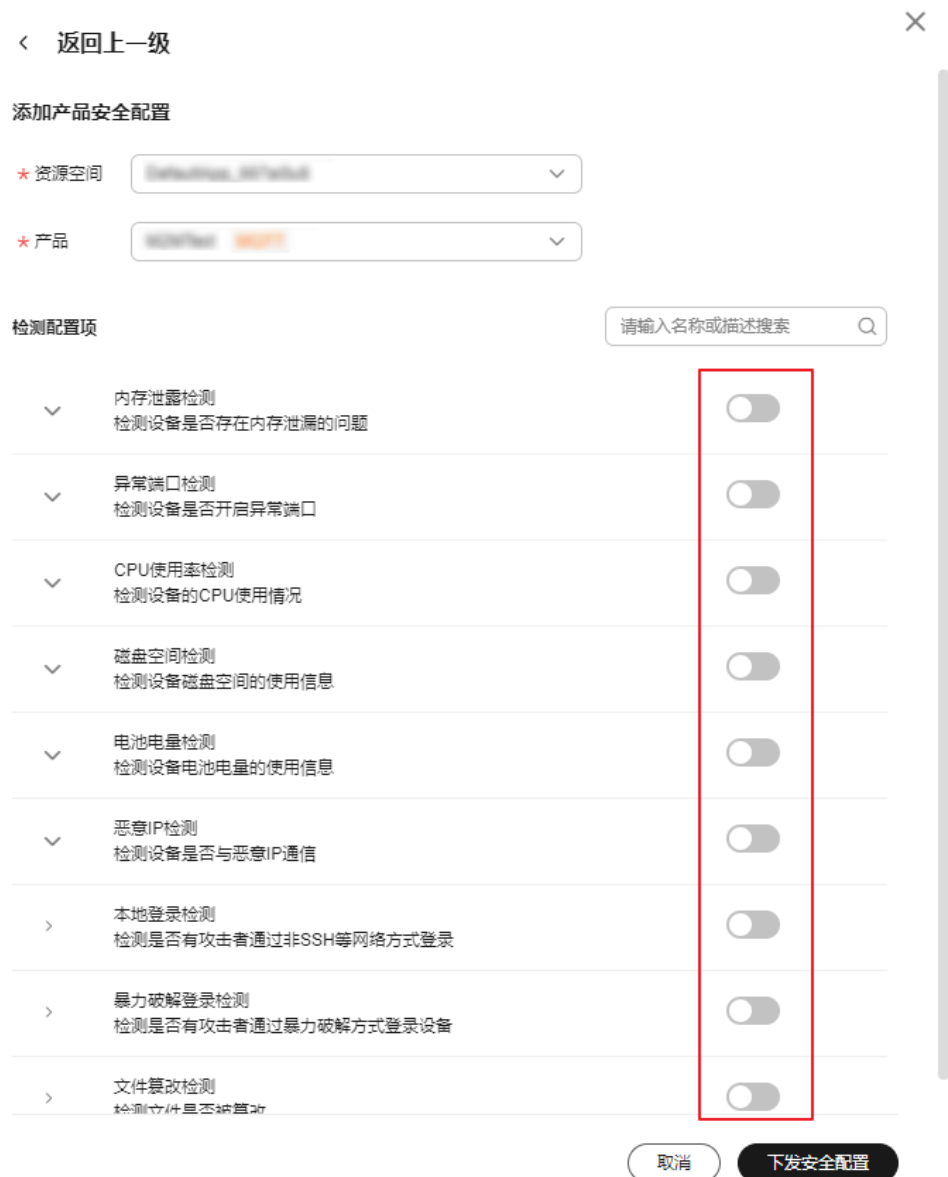 返回上一级
添加产品安全配置
* 资源空间
* 产品
检测配置项
请输入名称或描述搜索
内存泄露检测
检测设备是否存在内存泄漏的问题
异常端口检测
检测设备是否开启异常端口
CPU使用率检测
检测设备的CPU使用情况
磁盘空间检测
检测设备磁盘空间的使用信息
电池电量检测
检测设备电池电量的使用信息
恶意IP检测
检测设备是否与恶意IP通信
本地登录检测
检测是否有攻击者通过非SSH等网络方式登录
暴力破解登录检测
检测是否有攻击者通过暴力破解方式登录设备
文件篡改检测
检测文件是否被篡改
取消
下发安全配置